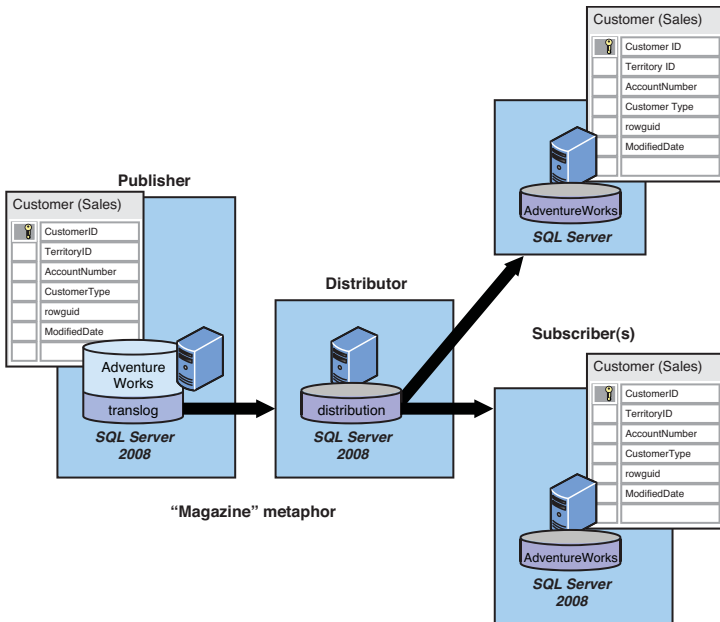 Publisher
Customer (Sales)
CustomerID
TerritoryID
AccountNumber
CustomerType
rowguid
ModifiedDate
Adventure
Works
translog
SQL Server
2008
"Magazine" metaphor
Distributor
distribution
SQL Server
2008
Customer (Sales)
Customer ID
Territory ID
AccountNumber
Customer Type
rowguid
ModifiedDate
AdventureWorks
SQL Server
Subscriber(s)
Customer (Sales)
CustomerID
TerritoryID
AccountNumber
CustomerType
rowguid
ModifiedDate
AdventureWorks
SQL Server
2008